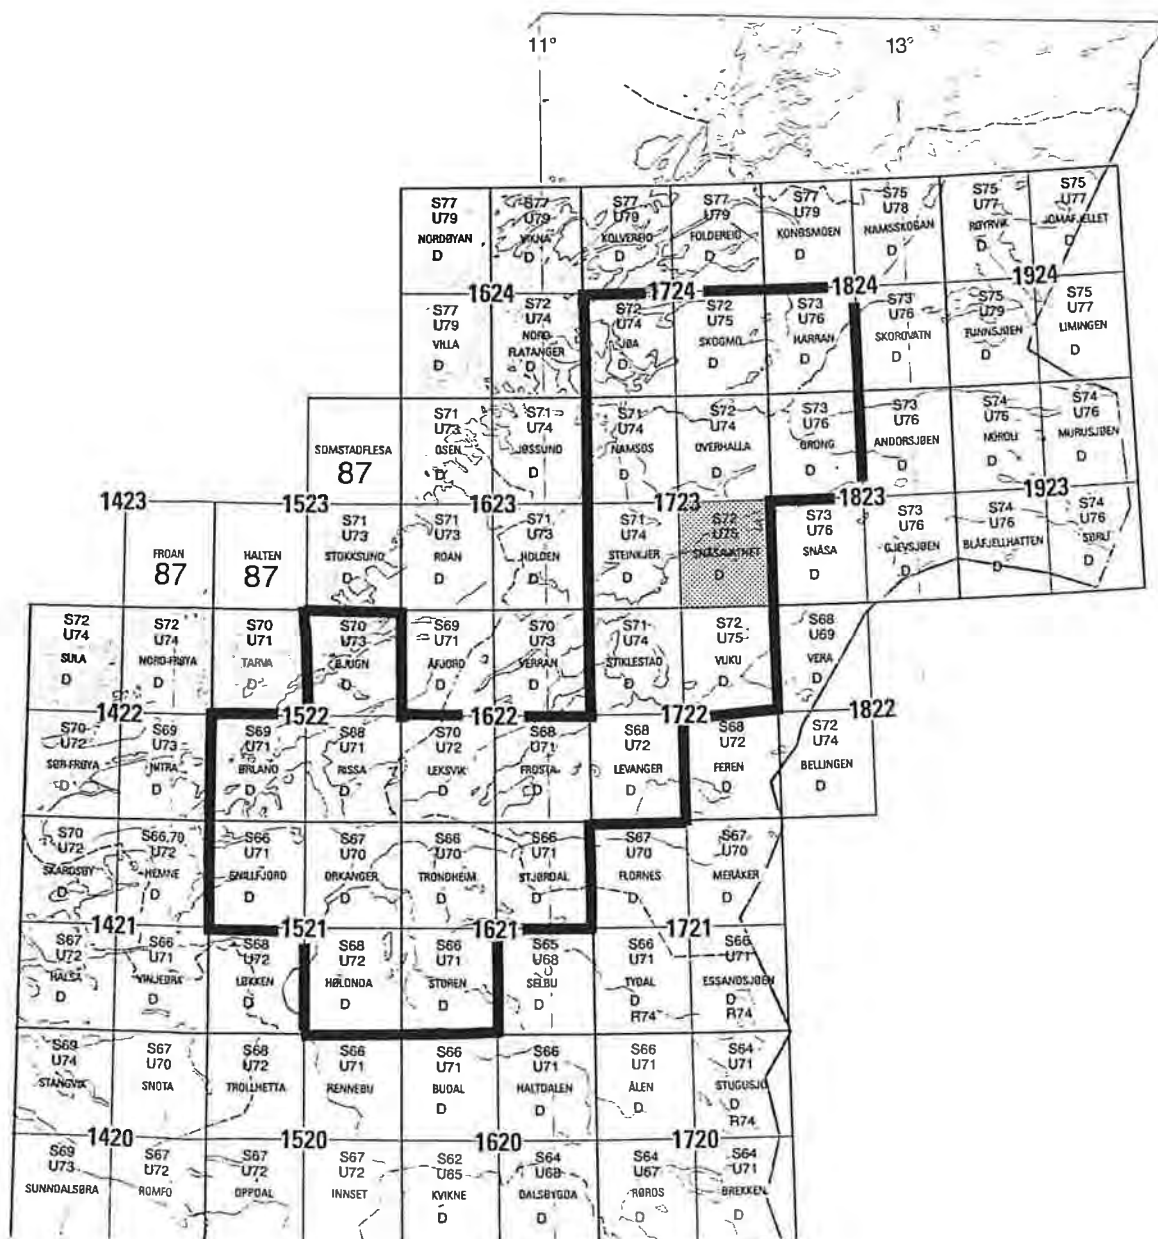 11° 13°
S77 S77 S77 S77 S77 S75 S75 S75
U79 U79 U79 U79 U79 U78 U77 U77
NORDØYAN VIKNA KOLVEREID FOLDEREID KONGSMOEN NAMSSKOGAN RØYRVIK JOMAFJELLET
D D D D D D D D
1624 1724 1824 1924
S77 S72 S72 S72 S73 S73 S75 S75
U79 U74 U74 U75 U76 U76 U79 U77
VILLA NORD- FLATANGER JØA SKOGMO HARRAN SKOROVATN TUNNSJØEN LIMINGEN
D D D D D D D D
S71 S71 S71 S72 S73 S73 S74 S74
U73 U74 U74 U74 U76 U76 U76 U76
SOMSTADFLESA OSEN JØSSUND NAMSOS OVERHALLA GRONG ANDORSJØEN NORDLI MURUSJØEN
87 D D D D D D D D
1423 1523 1623 1723 1823 1923
S71 S71 S71 S71 S72 S73 S73 S74 S74
U73 U73 U73 U74 U75 U76 U76 U76 U76
FROAN HALTEN STOKKSUND ROAN HOLDEN STEINKJER SNÅSAVATNET SNÅSA GJEVSJØEN BLÅFJELLHATTEN SØRLI
87 87 D D D D D D D D D
S72 S72 S70 S70 S69 S70 S71 S72 S68
U74 U74 U71 U73 U71 U73 U74 U75 U69
SULA NORD-FRØYA TARVA BJUGN ÅFJORD VERRAN STIKLESTAD VUKU VERA
D D D D D D D D D
1422 1522 1622 1722 1822
S70 S69 S69 S68 S70 S68 S68 S68 S72
U72 U73 U71 U71 U72 U71 U72 U72 U74
SØR-FRØYA HITRA ØRLAND RISSA LEKSVIK FROSTA LEVANGER FEREN BELLINGEN
D D D D D D D D D
S70 S66,70 S66 S67 S66 S66 S67 S67
U72 U72 U71 U70 U70 U71 U70 U70
SKARDSØY HEMNE SNILLFJORD ORKANGER TRONDHEIM STJØRDAL FLORNES MERÅKER
D D D D D D D D
1421 1521 1621 1721
S67 S66 S68 S68 S66 S65 S66 S66
U72 U71 U72 U72 U71 U68 U71 U71
HALSA VINJEØRA LØKKEN HØLONDA STØREN SELBU TYDAL ESSANDSJØEN
D D D D D D D D
R74 R74
S69 S67 S68 S66 S66 S66 S66 S64
U74 U70 U72 U71 U71 U71 U71 U71
STANGVIK SNOTA TROLLHETTA RENNEBU BUDAL HALTDALEN ÅLEN STUGUSJØ
D D D D
R74
1420 1520 1620 1720
S69 S67 S67 S67 S62 S64 S64 S64
U73 U72 U72 U72 U65 U68 U67 U71
SUNNDALSØRA ROMFO OPPDAL INNSET KVIKNE DALSBYGDA RØROS BREKKEN
D D D D